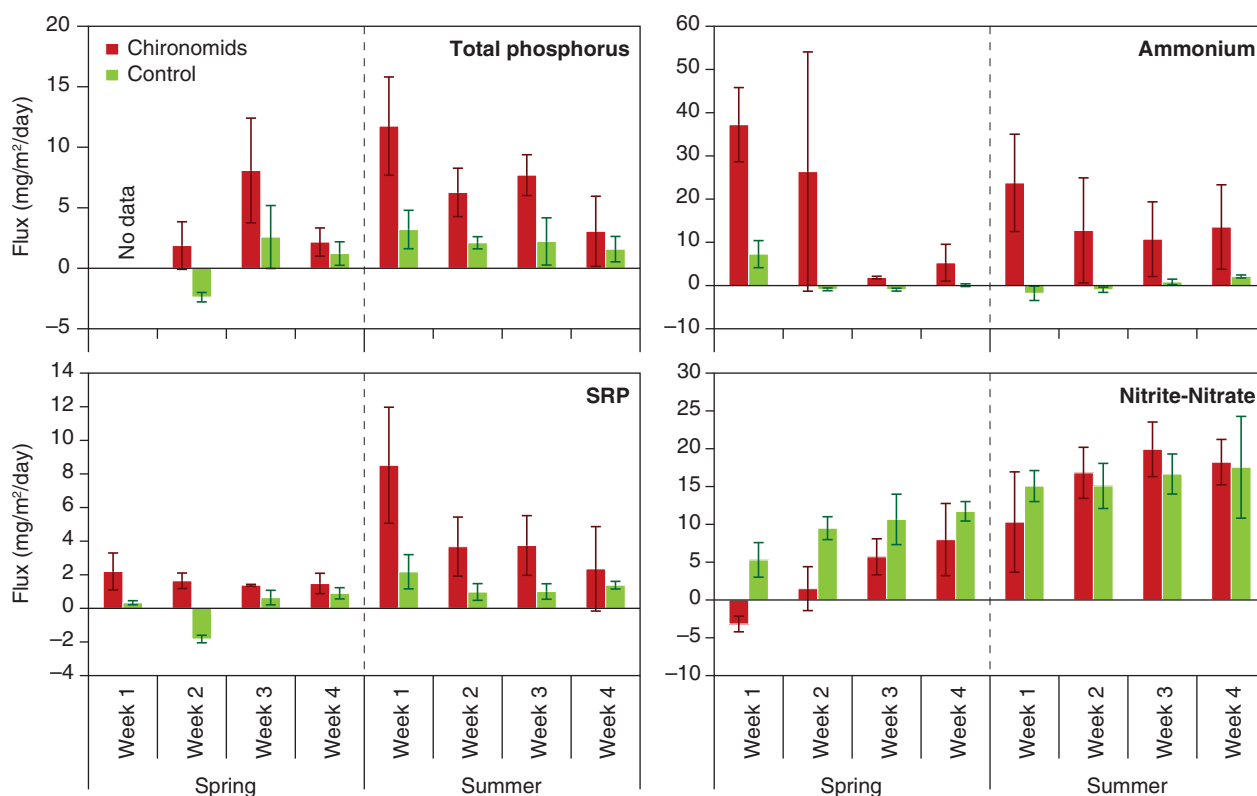 Total phosphorus
Chironomids
Control
Flux (mg/m²/day)
20
15
10
5
0
–5
No data
Ammonium
60
50
40
30
20
10
0
–10
SRP
Flux (mg/m²/day)
14
12
10
8
6
4
2
0
–2
–4
Week 1
Week 2
Week 3
Week 4
Week 1
Week 2
Week 3
Week 4
Spring
Summer
Nitrite-Nitrate
30
25
20
15
10
5
0
–5
–10
Week 1
Week 2
Week 3
Week 4
Week 1
Week 2
Week 3
Week 4
Spring
Summer